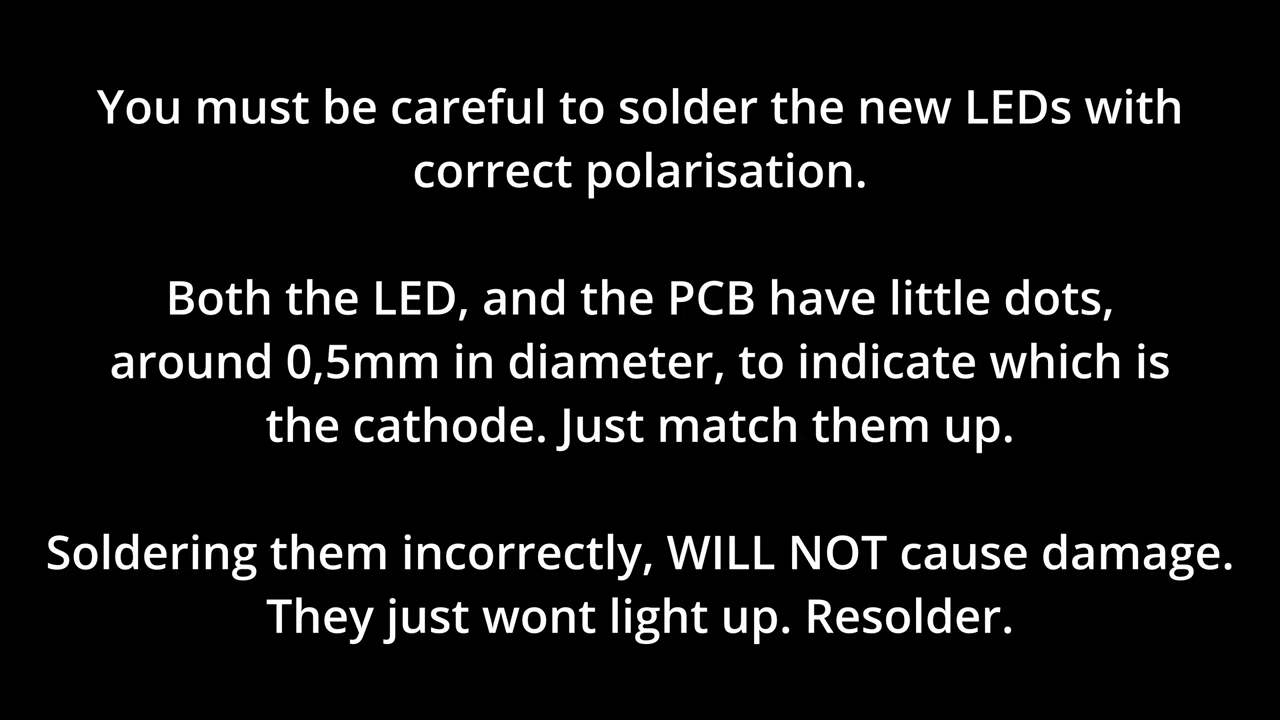 You must be careful to solder the new LEDs with
correct polarisation.
Both the LED, and the PCB have little dots,
around 0,5mm in diameter, to indicate which is
the cathode. Just match them up.
Soldering them incorrectly, WILL NOT cause damage.
They just wont light up. Resolder.